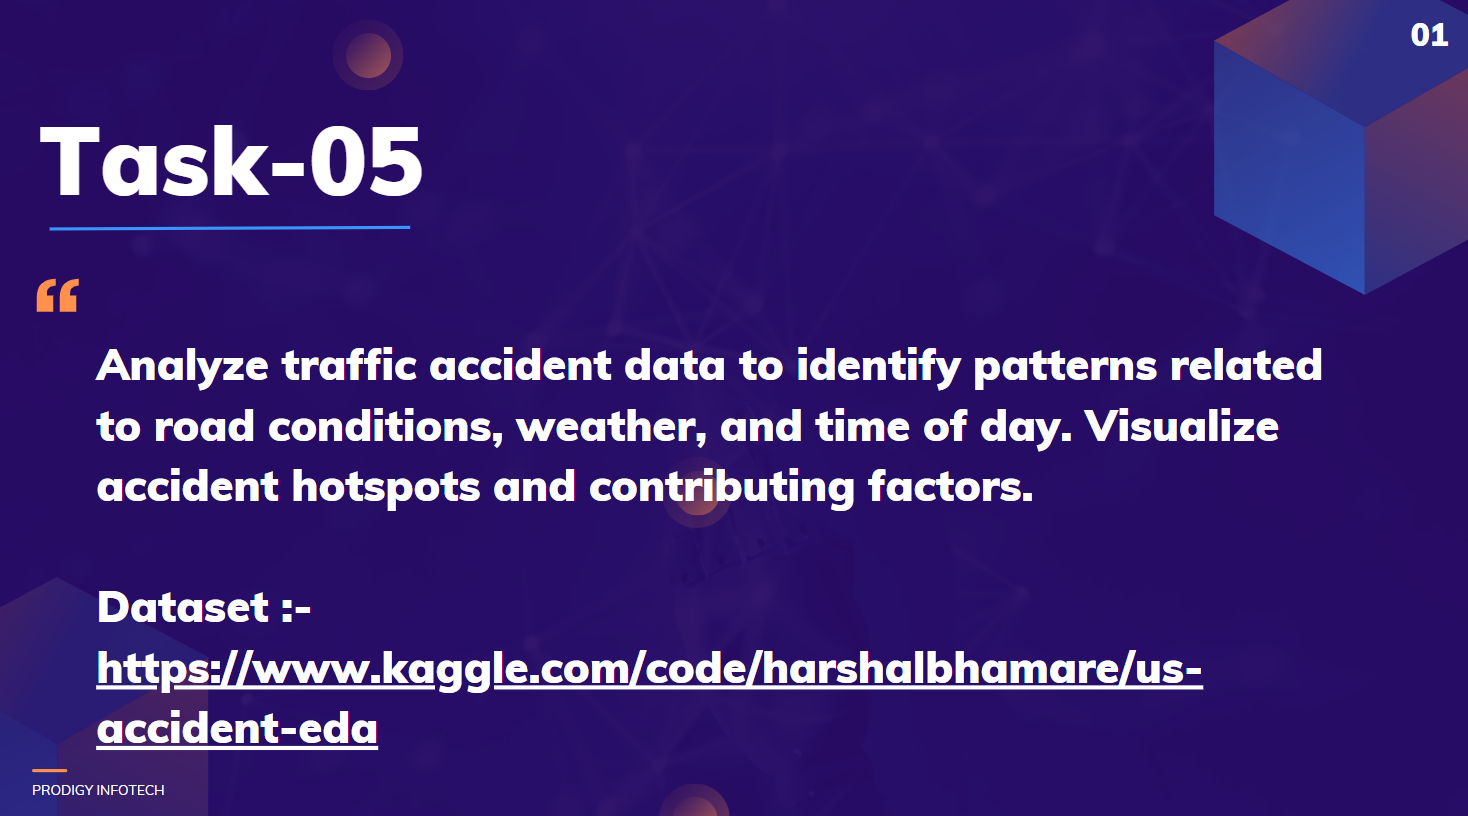 01
Task-05
“
Analyze traffic accident data to identify patterns related
to road conditions, weather, and time of day. Visualize
accident hotspots and contributing factors.
Dataset :-
https://www.kaggle.com/code/harshalbhamare/us-
accident-eda
PRODIGY INFOTECH